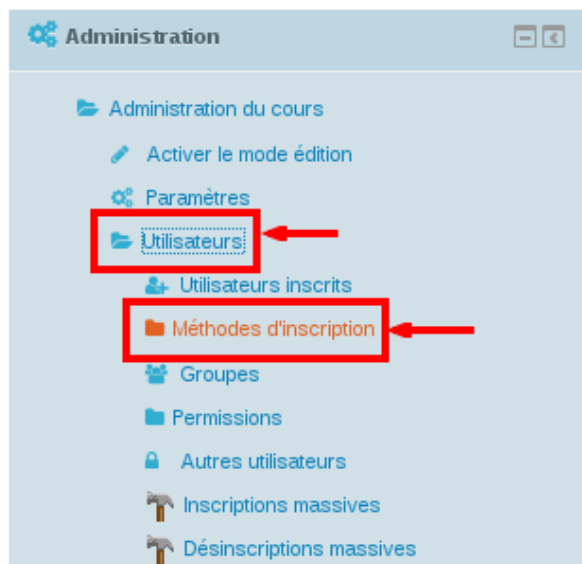 Administration
Administration du cours
Activer le mode édition
Paramètres
Utilisateurs
Utilisateurs inscrits
Méthodes d'inscription
Groupes
Permissions
Autres utilisateurs
Inscriptions massives
Désinscriptions massives